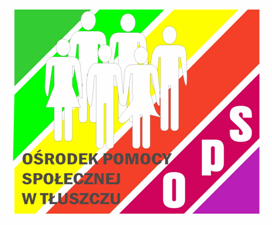 OŚRODEK POMOCY
SPOŁECZNEJ
W TŁUSZCZU
ops